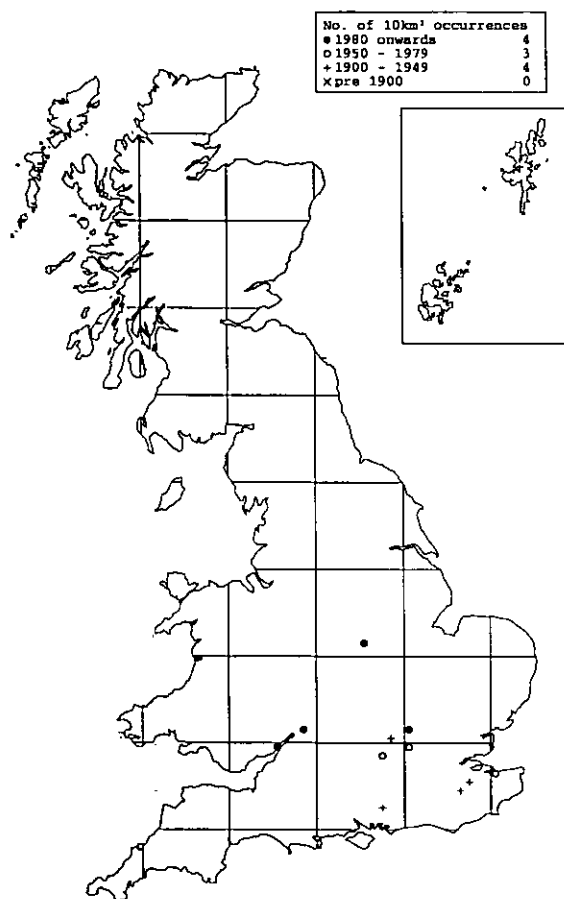 No. of 10km² occurrences
● 1980 onwards 4
o 1950 - 1979 3
+ 1900 - 1949 4
x pre 1900 0